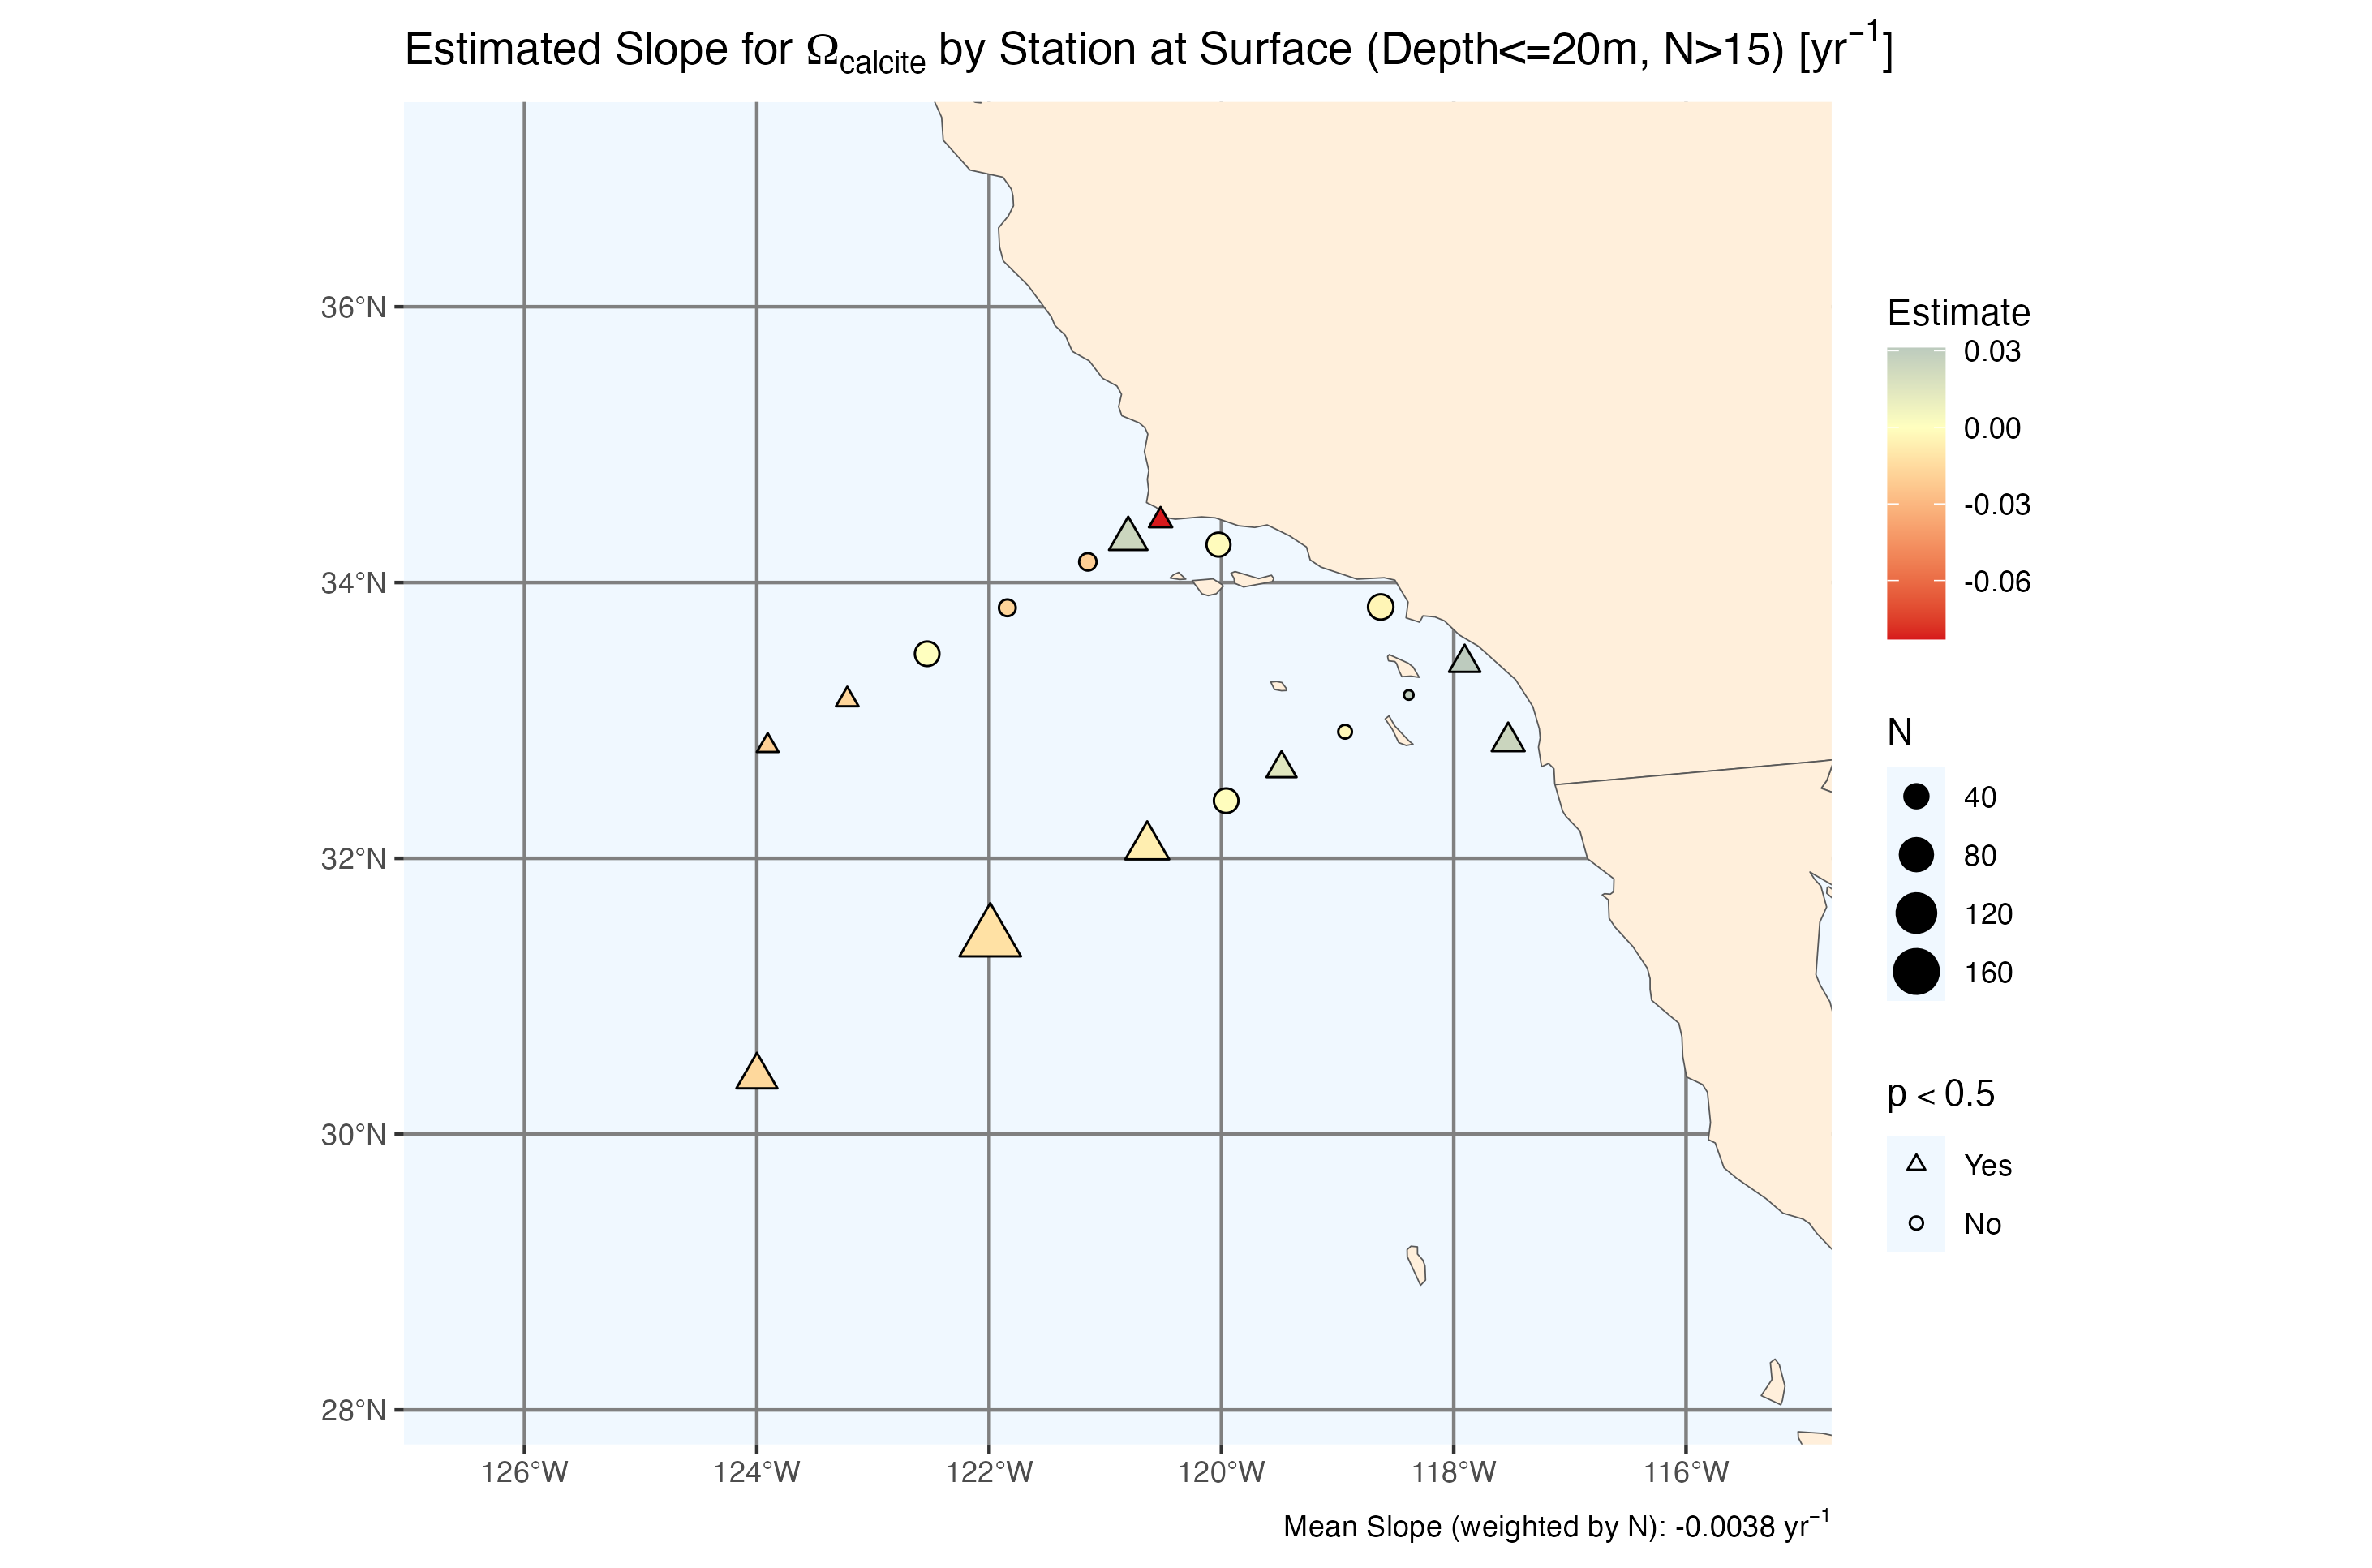 Estimated Slope for Ωcalcite by Station at Surface (Depth<=20m, N>15) [yr−1]
36°N
34°N
32°N
30°N
28°N
126°W
124°W
122°W
120°W
118°W
116°W
Estimate
0.03
0.00
-0.03
-0.06
N
40
80
120
160
p < 0.5
Yes
No
Mean Slope (weighted by N): -0.0038 yr−1